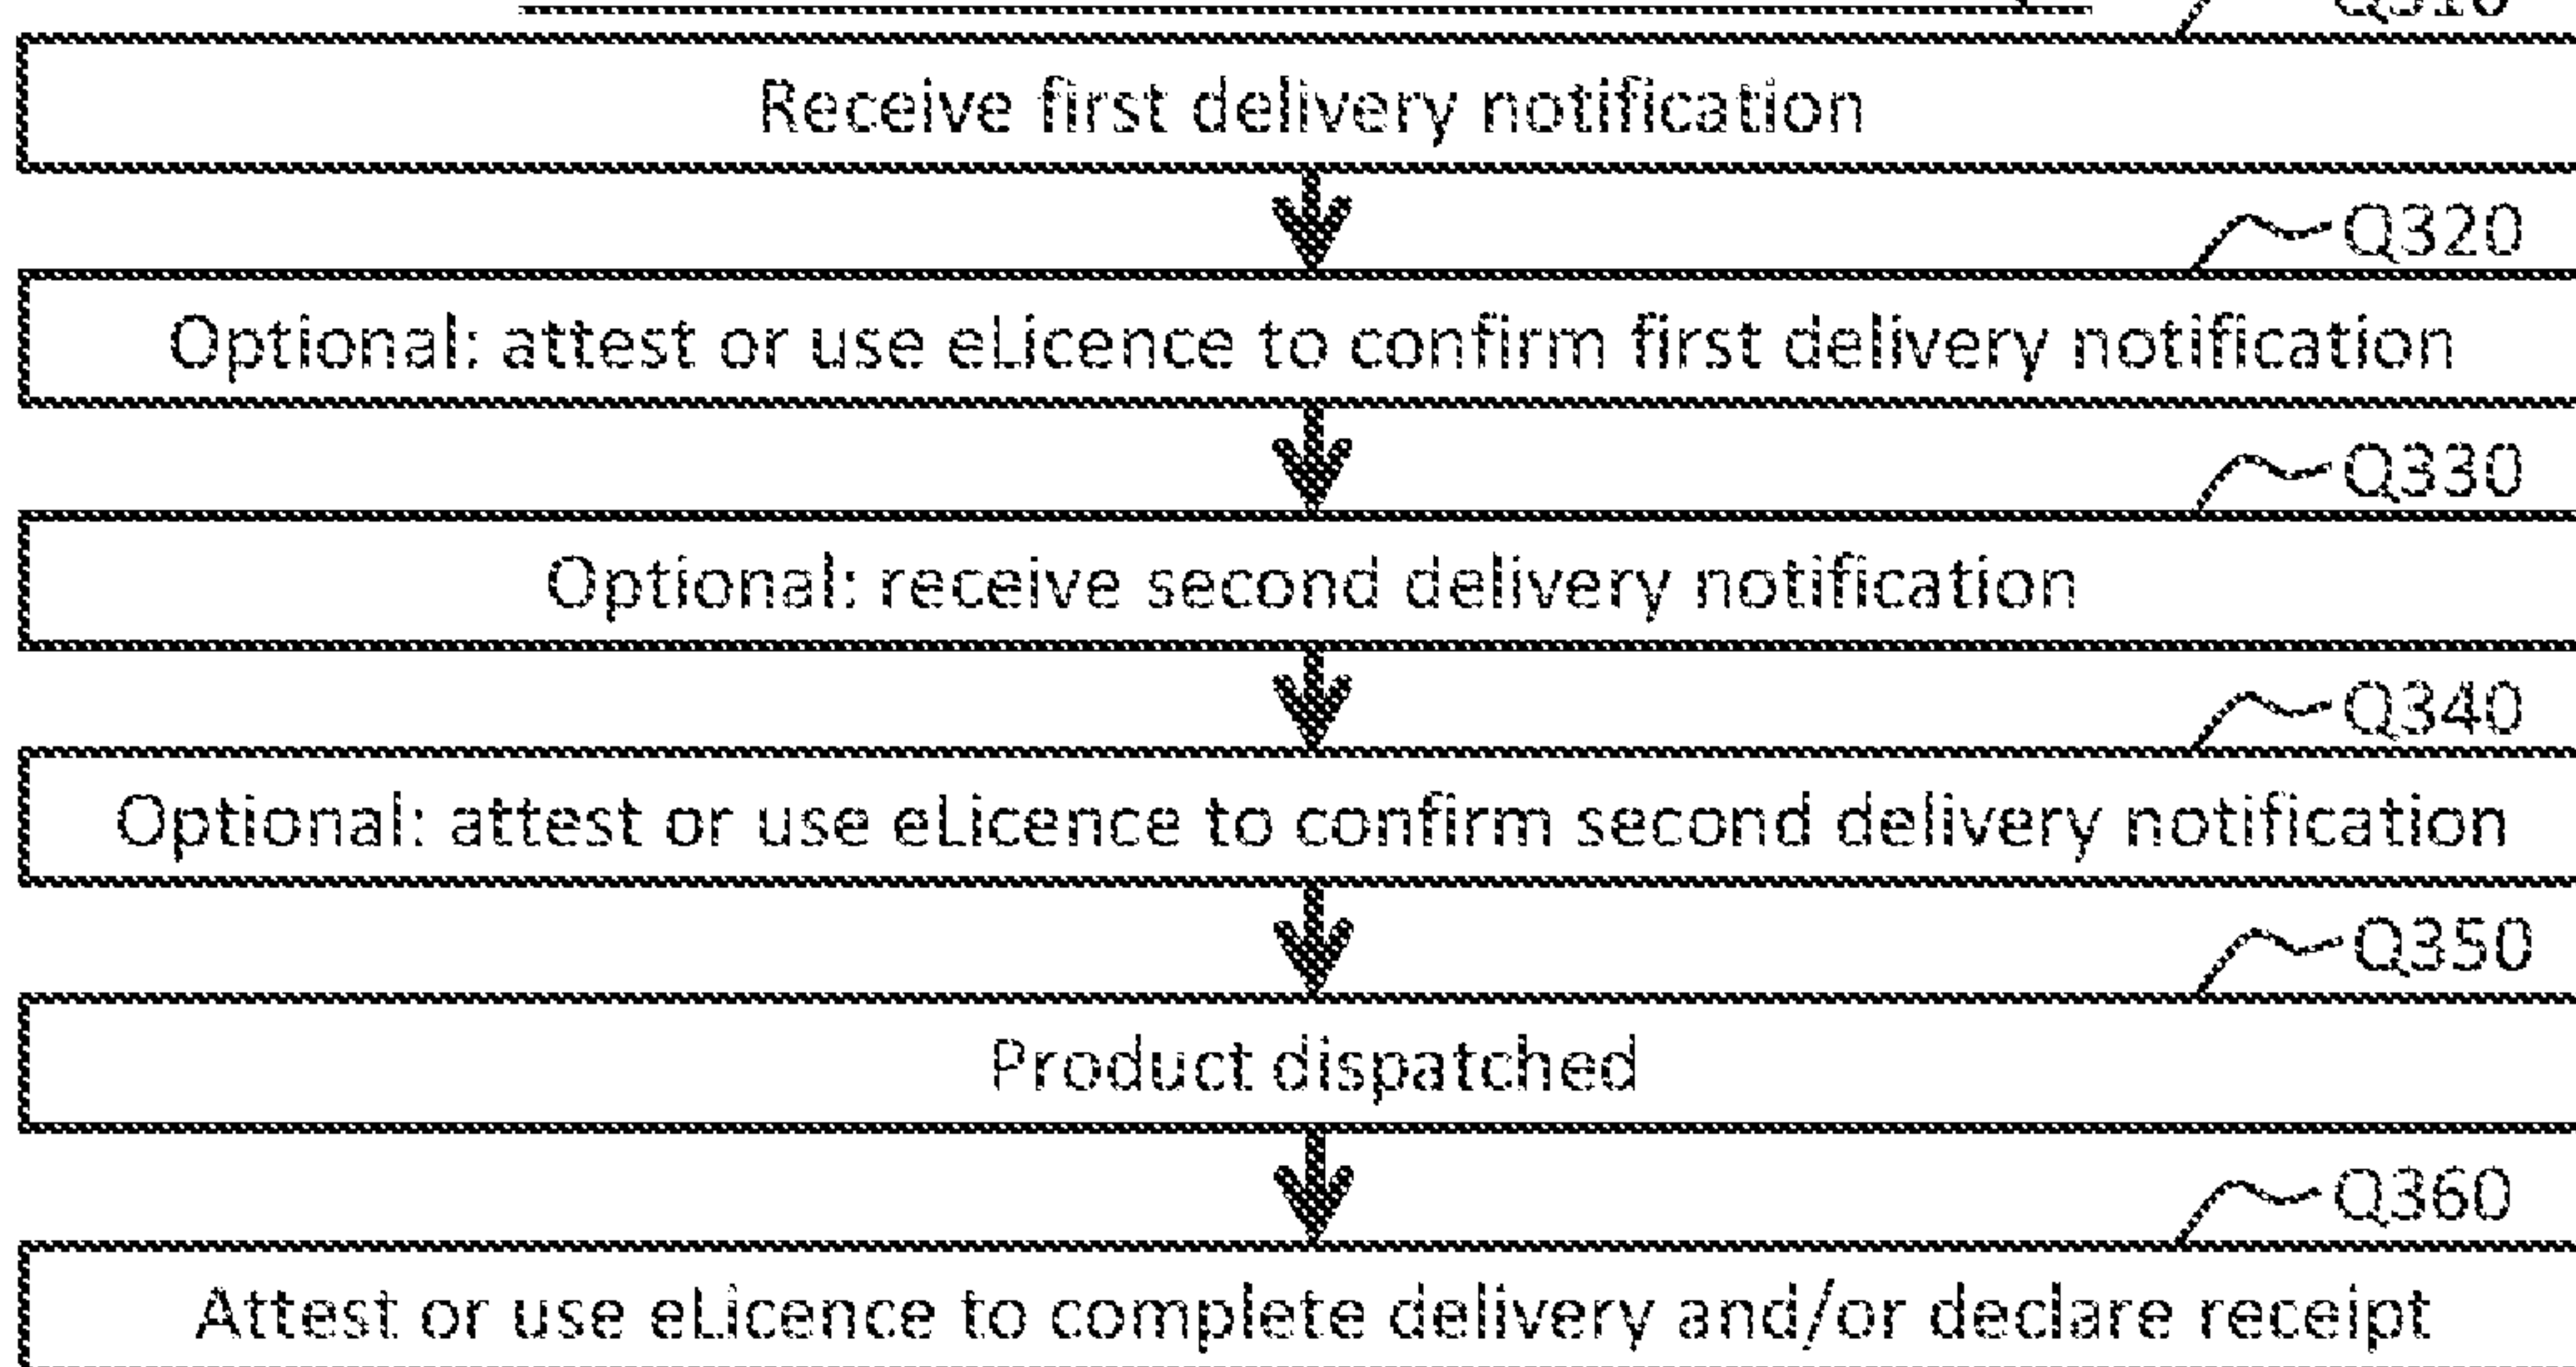 Receive first delivery notification
Q320
Optional: attest or use eLicence to confirm first delivery notification
Q330
Optional: receive second delivery notification
Q340
Optional: attest or use eLicence to confirm second delivery notification
Q350
Product dispatched
Q360
Attest or use eLicence to complete delivery and/or declare receipt